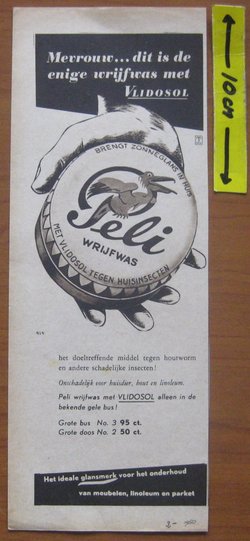 Mevrouw...dit is de
enige wrijfwas met
VLIDOSOL
BRENGT ZONNEGLANS IN HUIS
Peli
WRIJFWAS
MET VLIDOSOL TEGEN HUISINSECTEN
het doeltreffende middel tegen houtworm
en andere schadelijke insecten!
Onschadelijk voor huisdier, hout en linoleum.
Peli wrijfwas met VLIDOSOL alleen in de
bekende gele bus!
Grote bus No. 3 95 ct.
Grote doos No. 2 50 ct.
Het ideale glansmerk voor het onderhoud
van meubelen, linoleum en parket
10cm